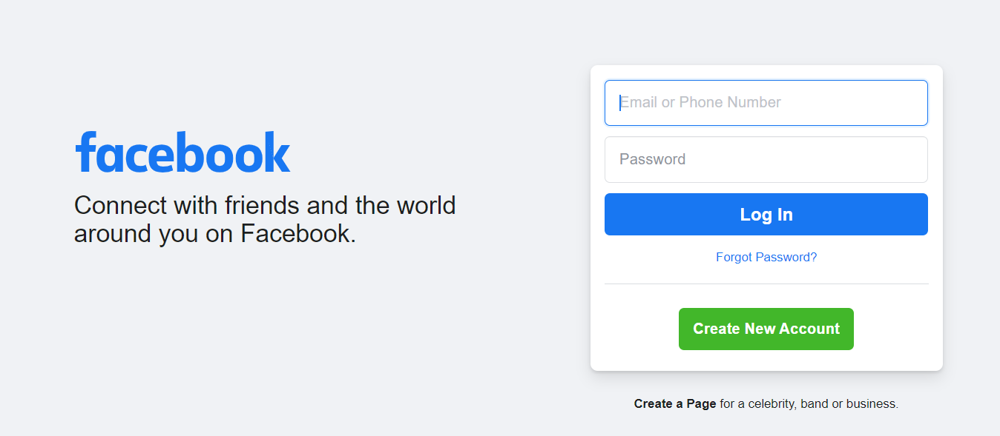 facebook
Connect with friends and the world
around you on Facebook.
Email or Phone Number
Password
Log In
Forgot Password?
Create New Account
Create a Page for a celebrity, band or business.